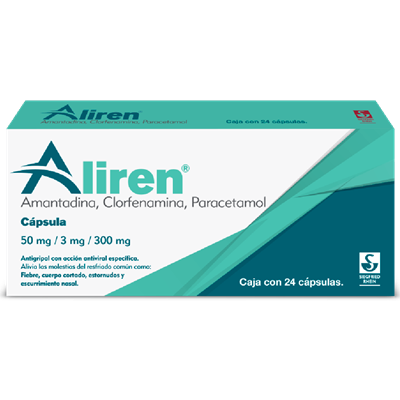 Aliren®
Amantadina, Clorfenamina, Paracetamol
Caja con 24 cápsulas.
Aliren®
Amantadina, Clorfenamina, Paracetamol
Cápsula
50 mg / 3 mg / 300 mg
Antigripal con acción antiviral específica.
Alivia las molestias del resfriado común como:
Fiebre, cuerpo cortado, estornudos y
escurrimiento nasal.
Caja con 24 cápsulas.
SIEGFRIED
RHEIN